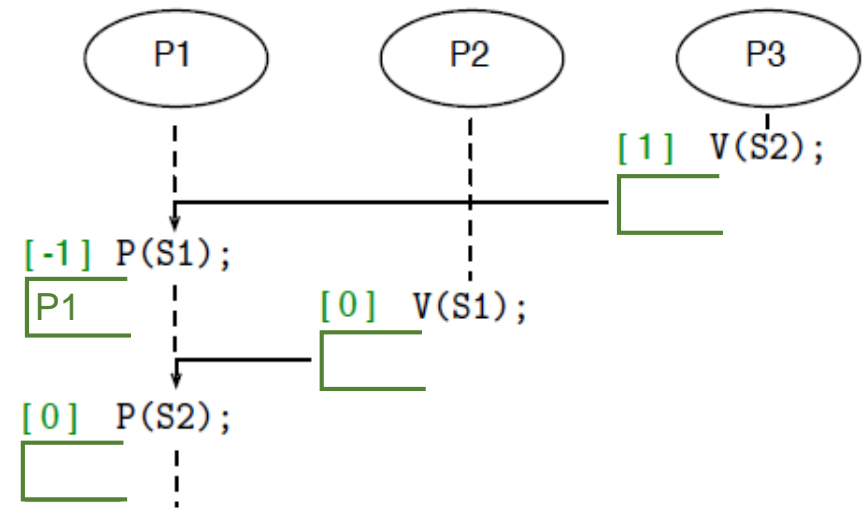 P1 P2 P3
[1] V(S2);
[-1] P(S1);
P1
[0] V(S1);
[0] P(S2);